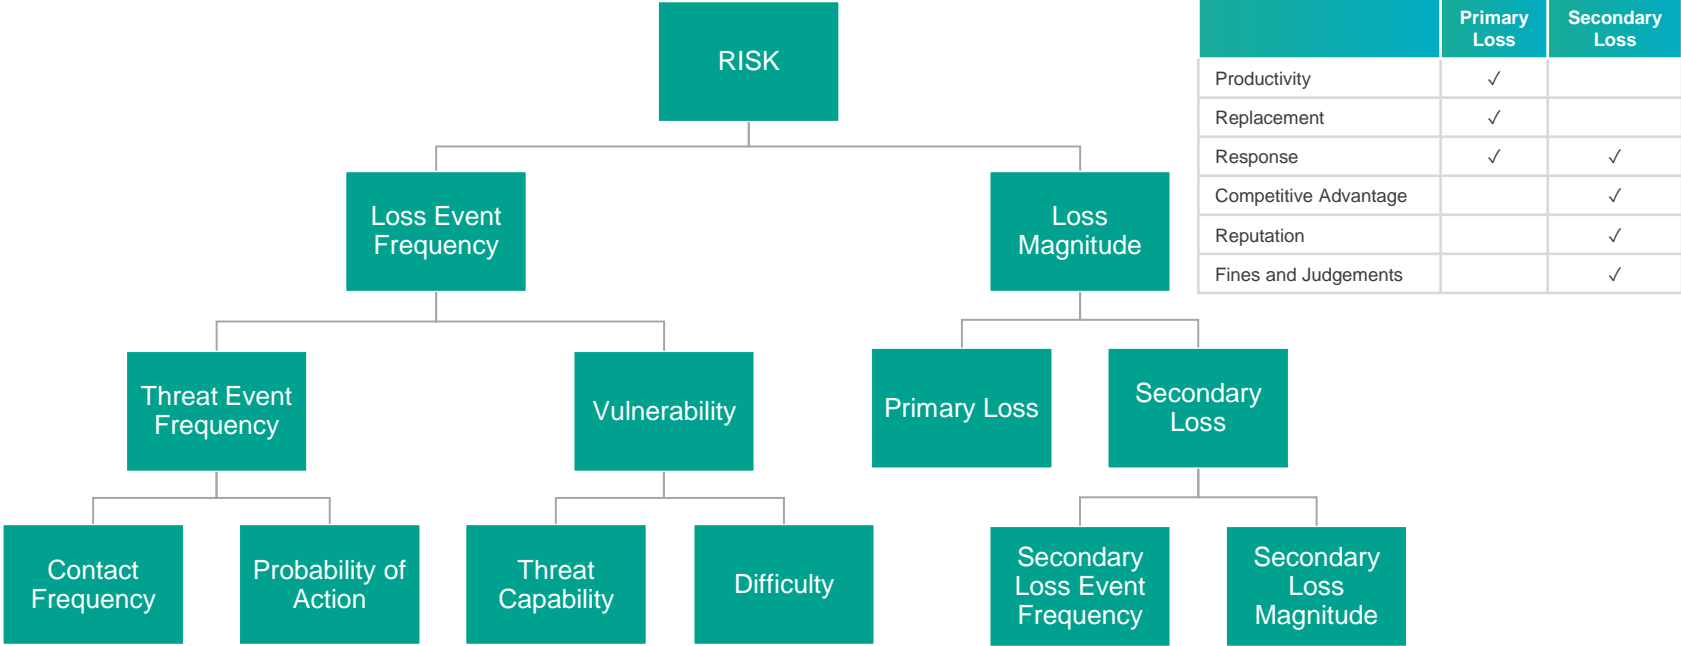 RISK
Primary
Loss
Secondary
Loss
Productivity ✓
Replacement ✓
Response ✓ ✓
Competitive Advantage ✓
Reputation ✓
Fines and Judgements ✓
Loss Event
Frequency
Loss
Magnitude
Threat Event
Frequency
Vulnerability
Primary Loss
Secondary
Loss
Contact
Frequency
Probability of
Action
Threat
Capability
Difficulty
Secondary
Loss Event
Frequency
Secondary
Loss
Magnitude